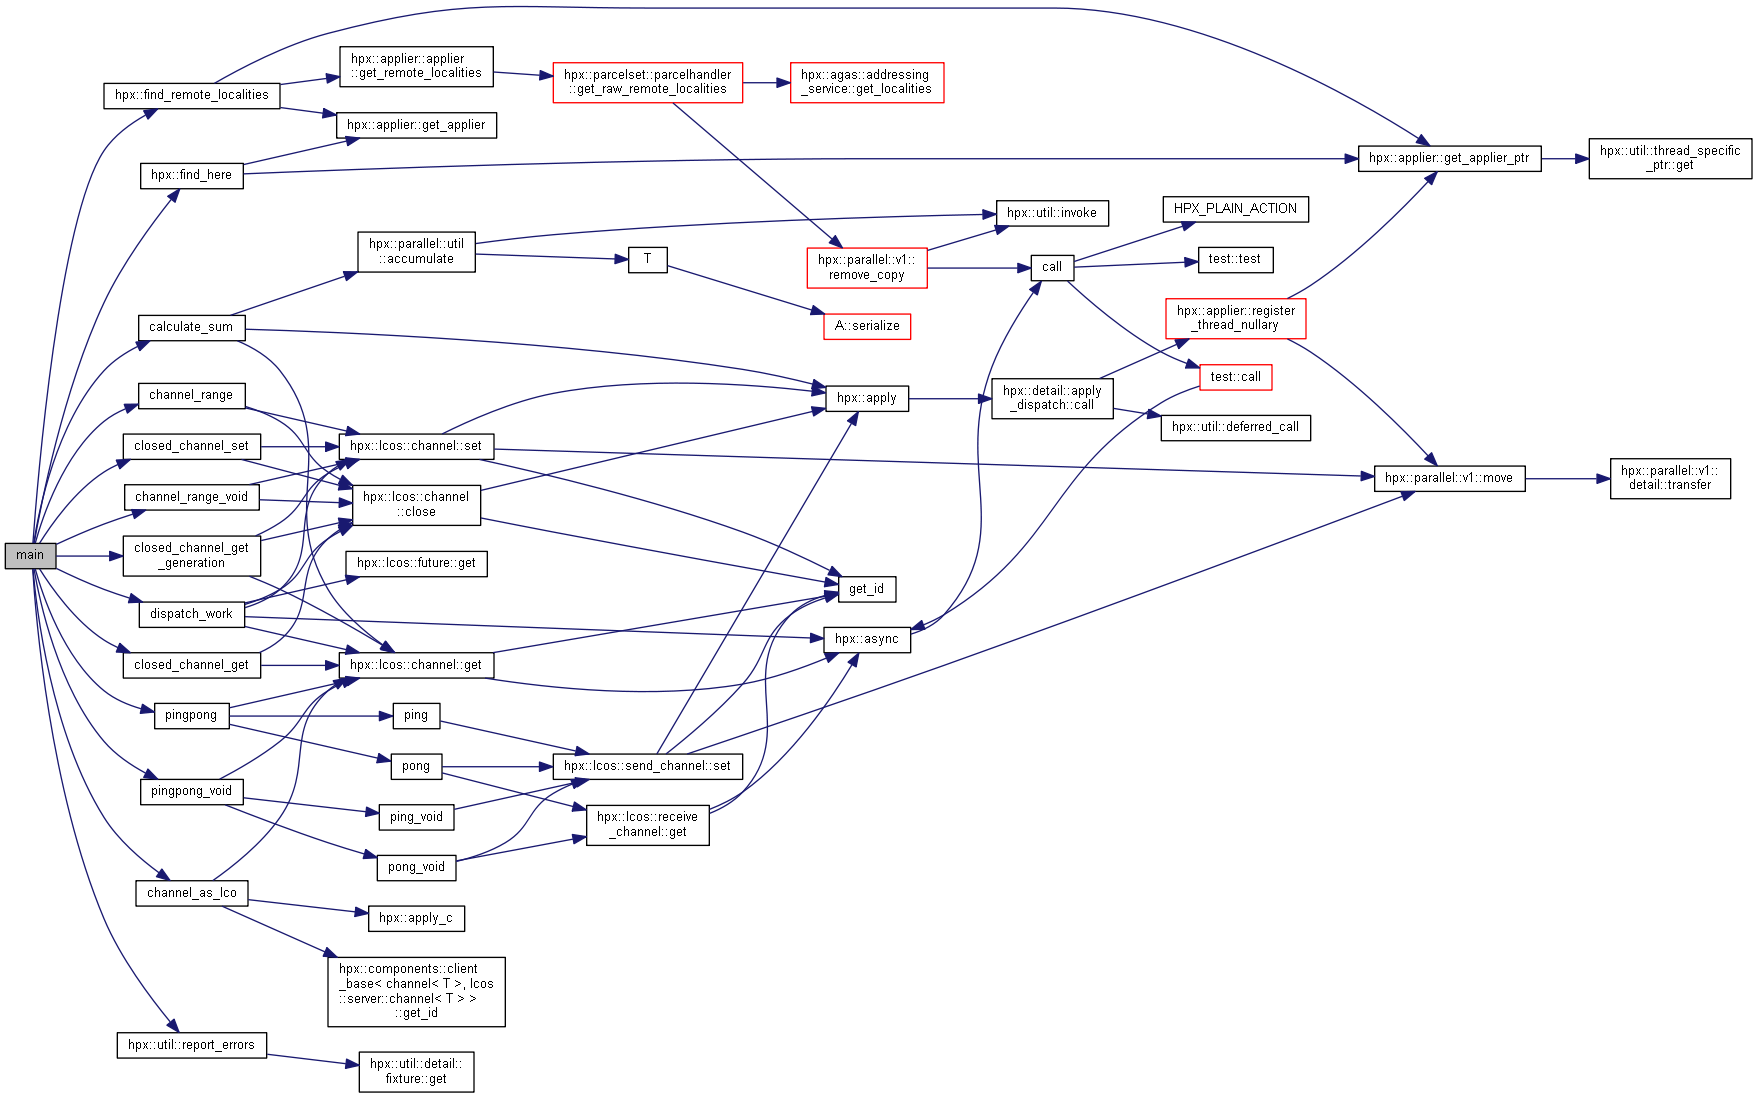 main
hpx::find_remote_localities
hpx::find_here
calculate_sum
channel_range
closed_channel_set
channel_range_void
closed_channel_get
_generation
dispatch_work
closed_channel_get
pingpong
pingpong_void
channel_as_lco
hpx::util::report_errors
hpx::applier::applier
::get_remote_localities
hpx::applier::get_applier
hpx::parallel::util
::accumulate
hpx::lcos::channel::set
hpx::lcos::channel
::close
hpx::lcos::future::get
hpx::lcos::channel::get
ping
pong
ping_void
pong_void
hpx::apply_c
hpx::components::client
_base< channel< T >, lcos
::server::channel< T > >
::get_id
hpx::util::detail::
fixture::get
hpx::parcelset::parcelhandler
::get_raw_remote_localities
T
hpx::lcos::send_channel::set
hpx::lcos::receive
_channel::get
hpx::agas::addressing
_service::get_localities
hpx::parallel::v1::
remove_copy
A::serialize
hpx::apply
get_id
hpx::async
hpx::util::invoke
call
hpx::detail::apply
_dispatch::call
HPX_PLAIN_ACTION
test::test
hpx::applier::register
_thread_nullary
test::call
hpx::util::deferred_call
hpx::applier::get_applier_ptr
hpx::parallel::v1::move
hpx::util::thread_specific
_ptr::get
hpx::parallel::v1::
detail::transfer